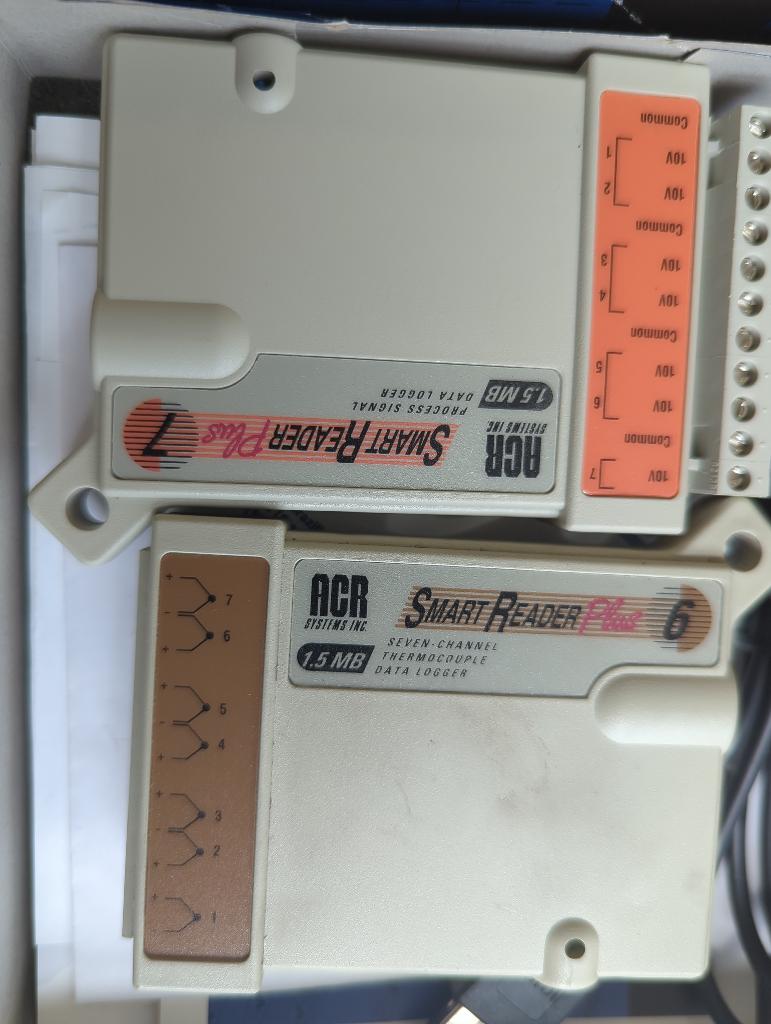 Common
10V
1
10V
2
Common
10V
3
10V
4
Common
10V
5
10V
6
Common
10V
7
1.5 MB
PROCESS SIGNAL
DATA LOGGER
ACR
SYSTEMS INC.
SMART READER Plus 7
ACR
SYSTEMS INC.
1.5 MB
SMART READER Plus 6
SEVEN-CHANNEL
THERMOCOUPLE
DATA LOGGER
+
7
-
6
+
+
5
-
4
+
+
3
-
2
+
+
1
-